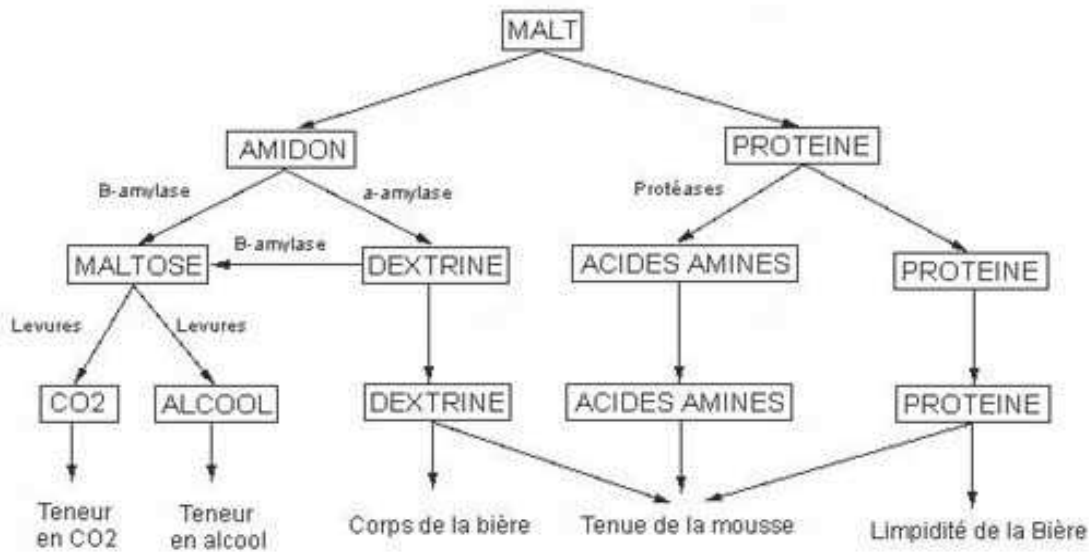 MALT
AMIDON
PROTEINE
B-amylase
a-amylase
Protéases
B-amylase
MALTOSE
DEXTRINE
ACIDES AMINES
PROTEINE
Levures
Levures
CO2
ALCOOL
DEXTRINE
ACIDES AMINES
PROTEINE
Teneur
en CO2
Teneur
en alcool
Corps de la bière
Tenue de la mousse
Limpidité de la Bière